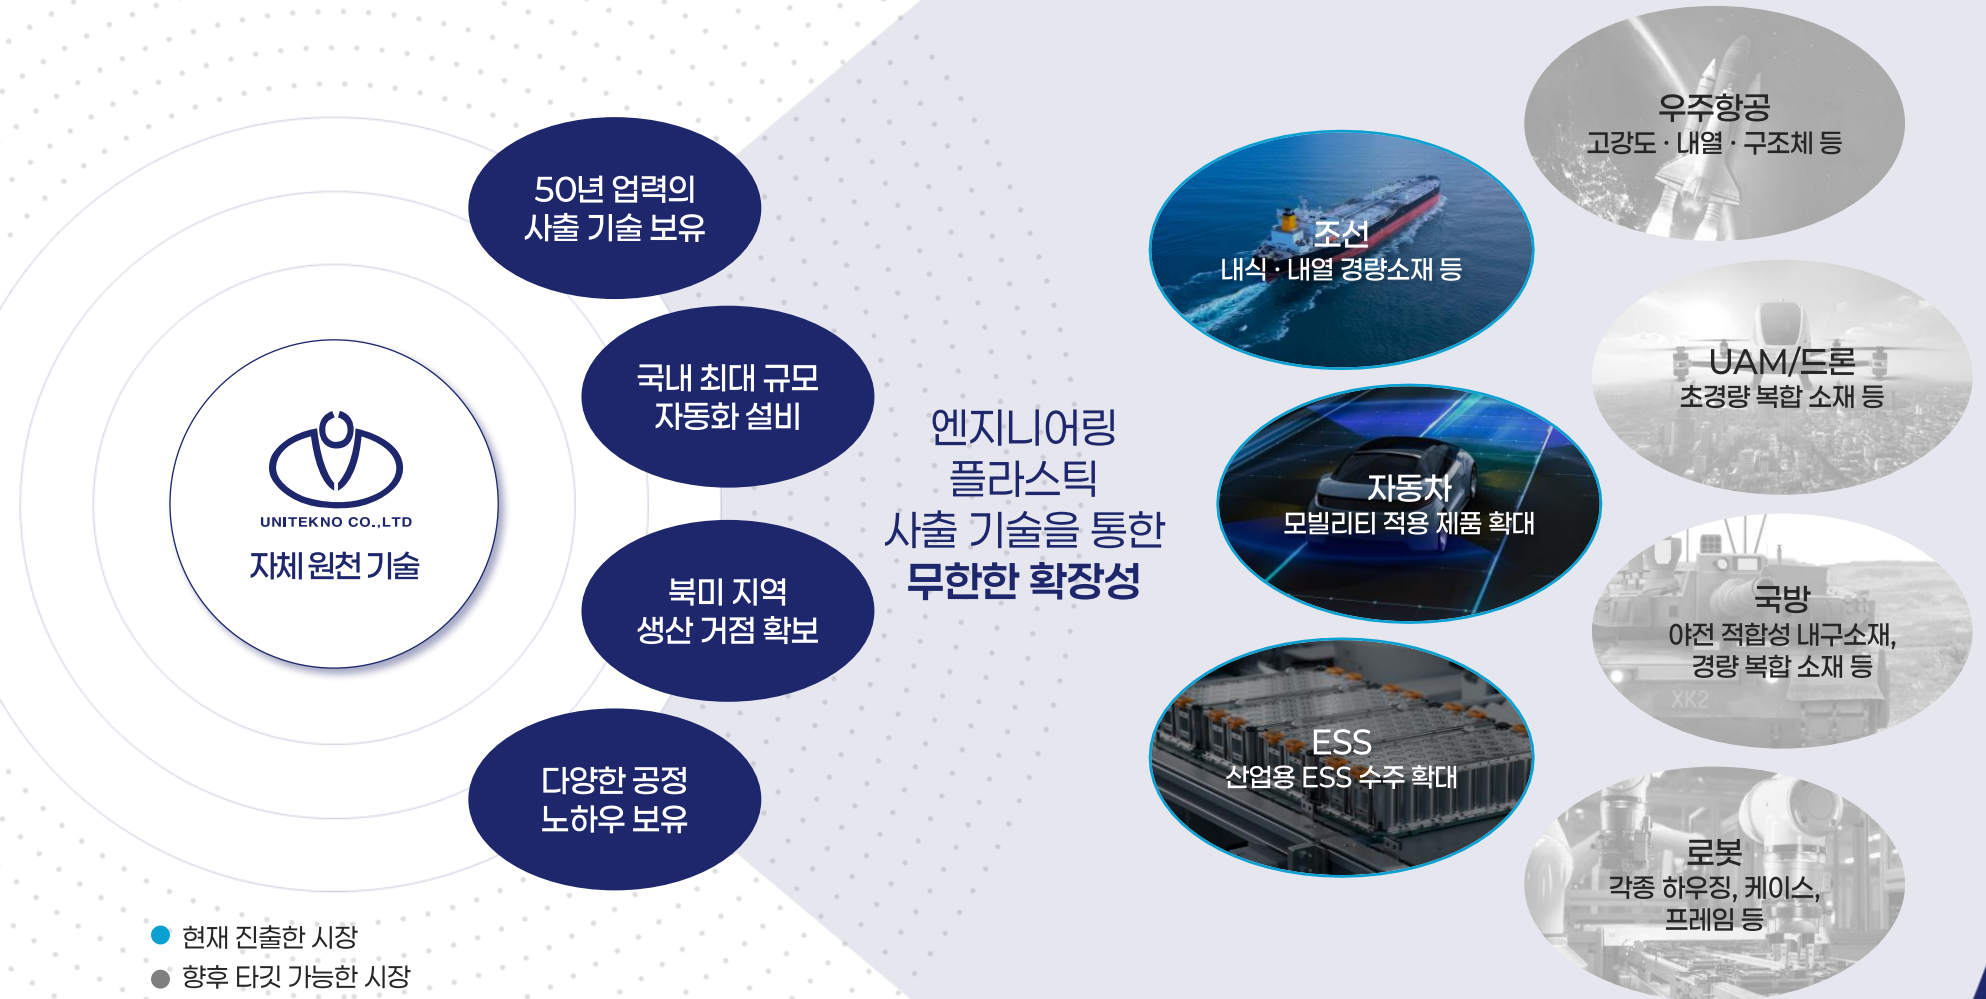 UNITEKNO CO.,LTD
자체 원천 기술
50년 업력의
사출 기술 보유
국내 최대 규모
자동화 설비
북미 지역
생산 거점 확보
다양한 공정
노하우 보유
엔지니어링
플라스틱
사출 기술을 통한
무한한 확장성
조선
내식 · 내열 경량소재 등
자동차
모빌리티 적용 제품 확대
ESS
산업용 ESS 수주 확대
우주항공
고강도 · 내열 · 구조체 등
UAM/드론
초경량 복합 소재 등
국방
야전 적합성 내구소재,
경량 복합 소재 등
XK2
로봇
각종 하우징, 케이스,
프레임 등
현재 진출한 시장
향후 타깃 가능한 시장